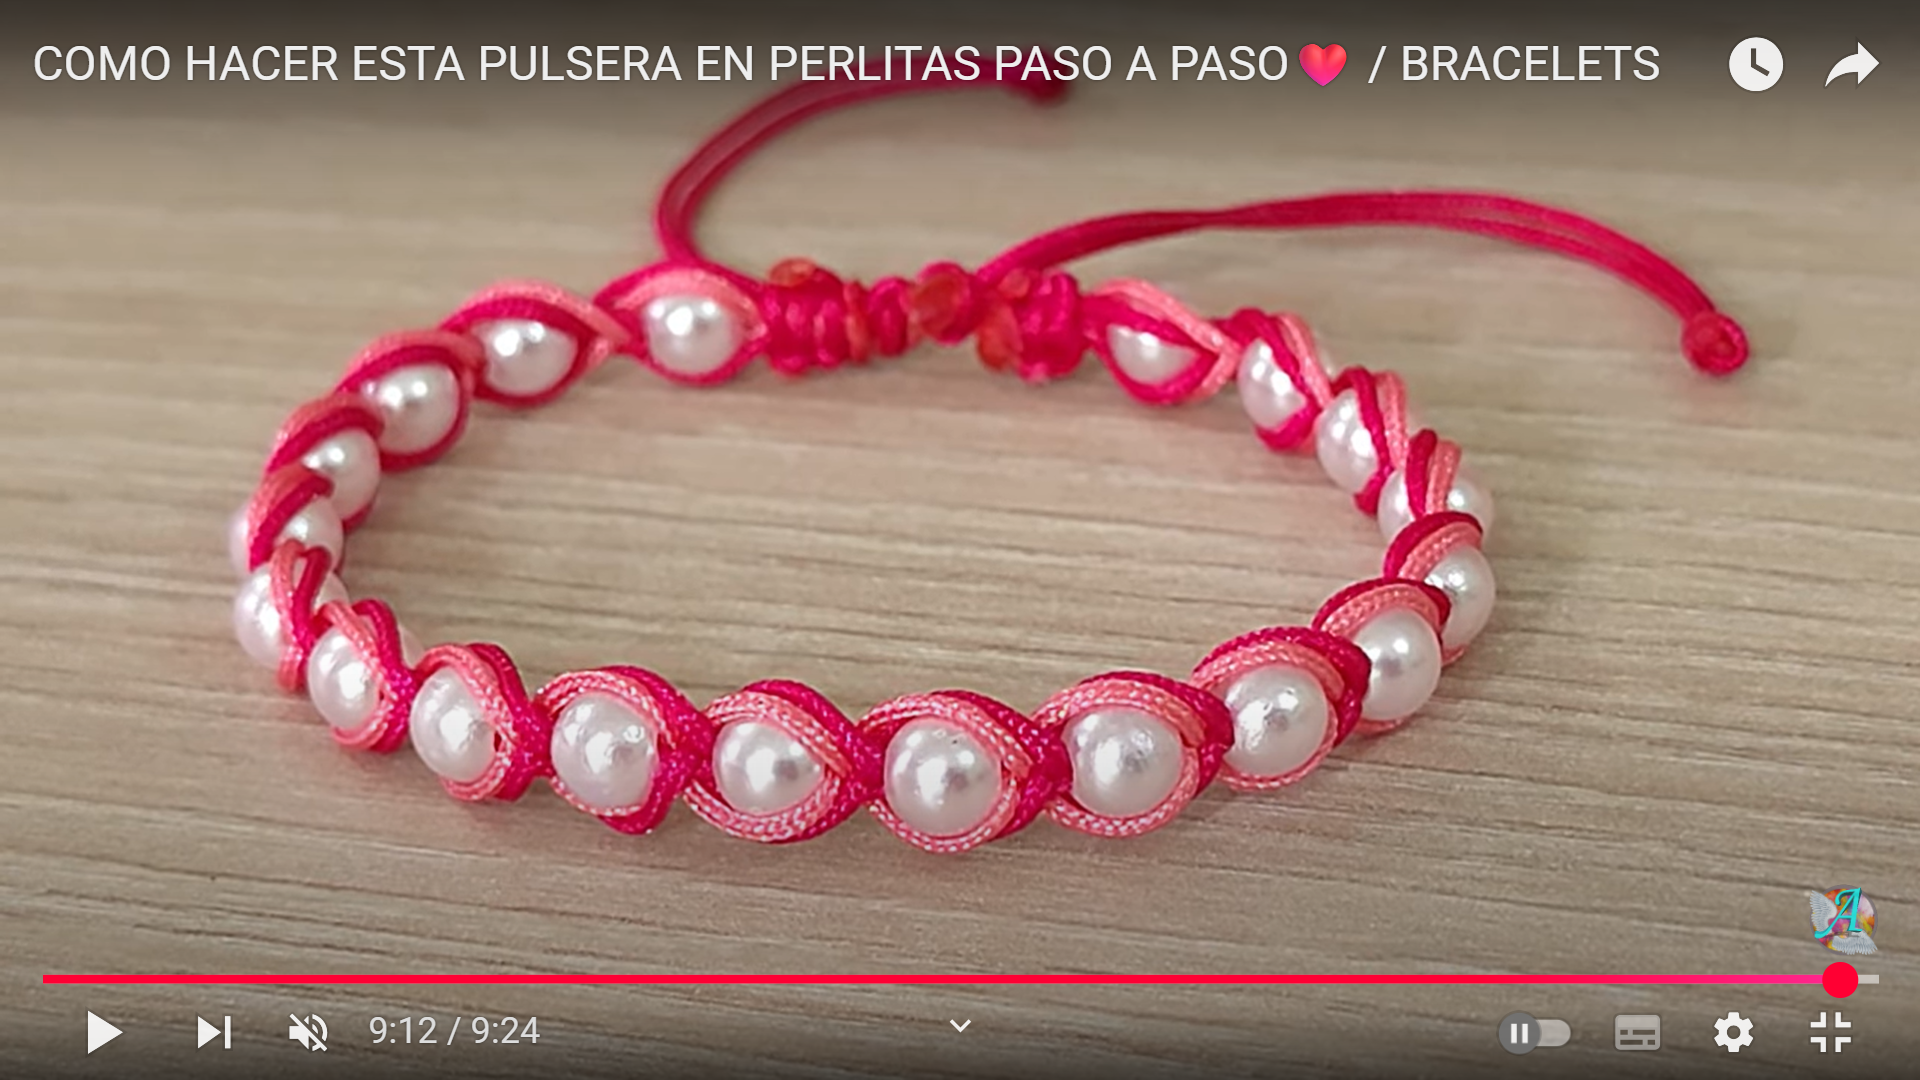 COMO HACER ESTA PULSERA EN PERLITAS PASO A PASO❤️ / BRACELETS
A
9:12 / 9:24